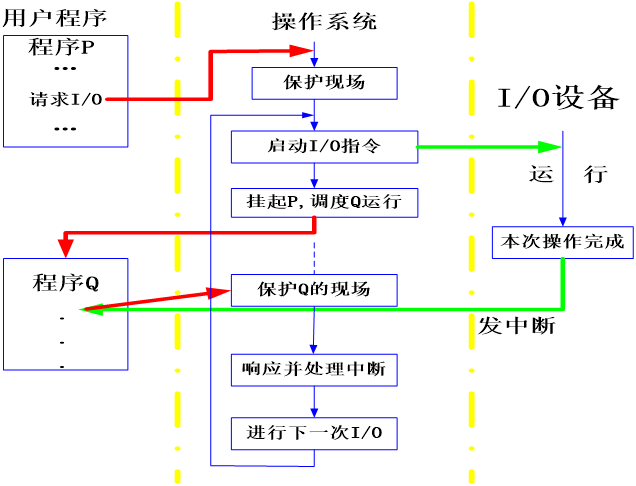 用户程序
程序P
...
请求I/O
...
操作系统
保护现场
启动I/O指令
挂起P,调度Q运行
I/O设备
运 行
本次操作完成
程序Q
.
.
.
保护Q的现场
发中断
响应并处理中断
进行下一次I/O